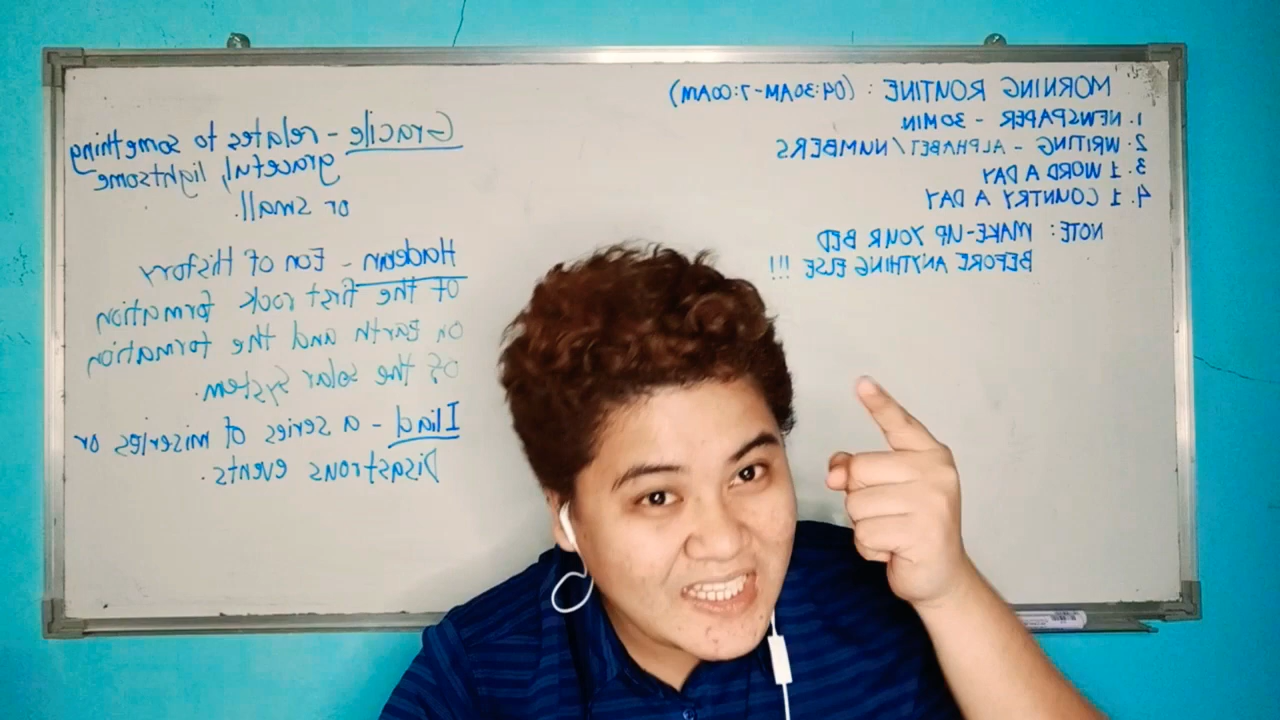 MORNING ROUTINE : (04:30AM-7:00AM)
1. NEWSPAPER - 30MIN
2. WRITING - ALPHABET/NUMBERS
3. 1 WORD A DAY
4. 1 COUNTRY A DAY
NOTE: MAKE-UP YOUR BED
BEFORE ANYTHING ELSE !!!
Gracile - relates to something
graceful, lightsome
or small.
Hadean - Eon of History
of the first rock formation
on Earth and the formation
of the solar system.
Iliad - a series of miseries or
Disastrous events.